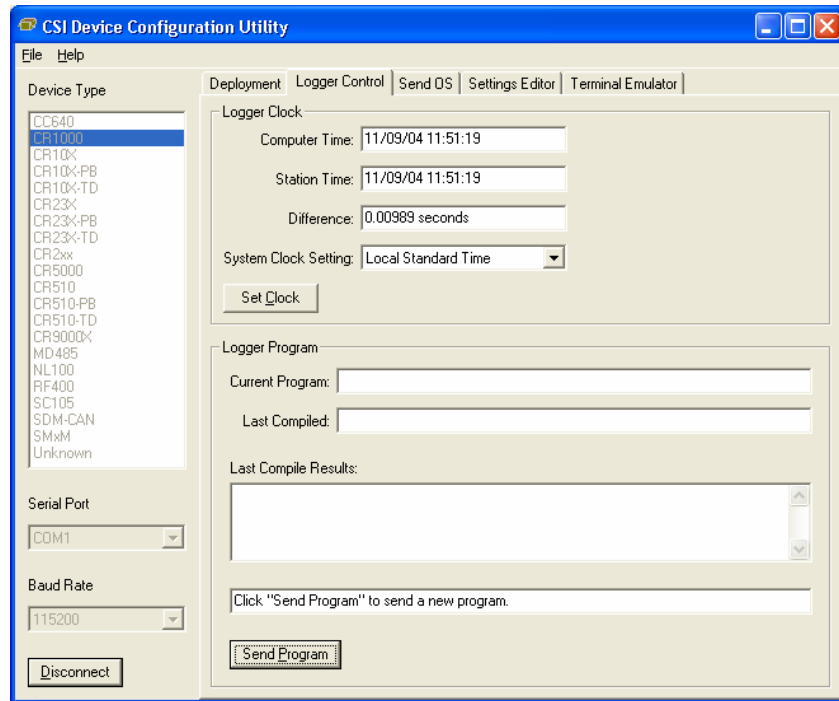 CSI Device Configuration Utility
File Help
Device Type
CC640
CR1000
CR10X
CR10X-PB
CR10X-TD
CR23X
CR23X-PB
CR23X-TD
CR2xx
CR5000
CR510
CR510-PB
CR510-TD
CR9000X
MD485
NL100
RF400
SC105
SDM-CAN
SMxM
Unknown
Serial Port
COM1
Baud Rate
115200
Disconnect
Deployment Logger Control Send OS Settings Editor Terminal Emulator
Logger Clock
Computer Time: 11/09/04 11:51:19
Station Time: 11/09/04 11:51:19
Difference: 0.00989 seconds
System Clock Setting: Local Standard Time
Set Clock
Logger Program
Current Program:
Last Compiled:
Last Compile Results:
Click "Send Program" to send a new program.
Send Program